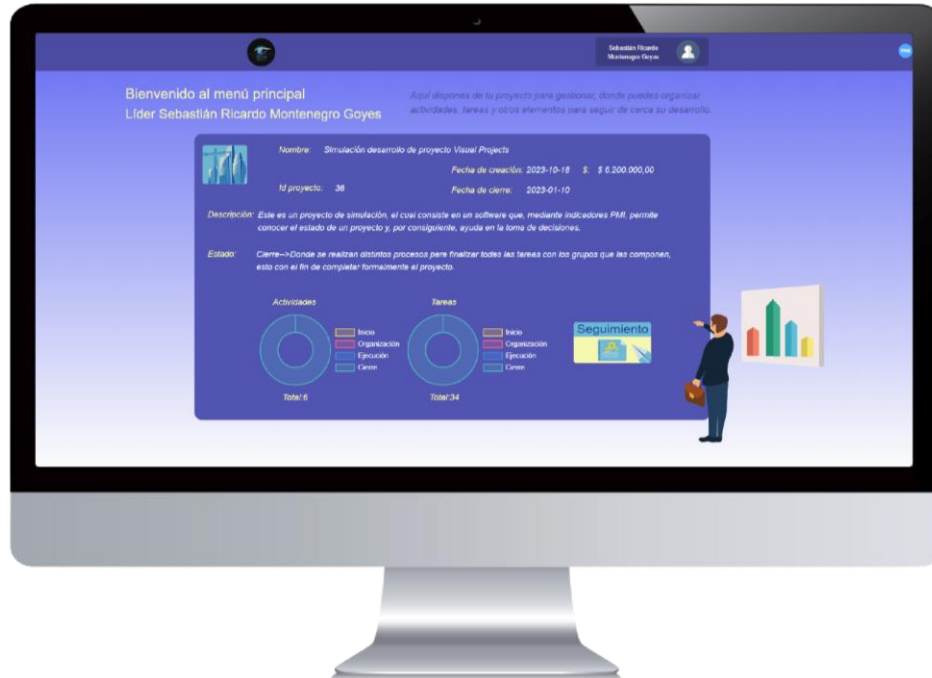 Sebastián Ricardo
Montenegro Goyes
Bienvenido al menú principal
Líder Sebastián Ricardo Montenegro Goyes
Aquí dispones de tu proyecto para gestionar, donde puedes organizar
actividades, tareas y otros elementos para seguir de cerca su desarrollo.
Nombre: Simulación desarrollo de proyecto Visual Projects
Fecha de creación: 2023-10-18 $: $ 6.200.000,00
Id proyecto: 36
Fecha de cierre: 2023-01-10
Descripción: Este es un proyecto de simulación, el cual consiste en un software que, mediante indicadores PMI, permite
conocer el estado de un proyecto y, por consiguiente, ayuda en la toma de decisiones.
Estado: Cierre-->Donde se realizan distintos procesos para finalizar todas las tareas con los grupos que las componen,
esto con el fin de completar formalmente el proyecto.
Actividades
Inicio
Organización
Ejecución
Cierre
Total:6
Tareas
Inicio
Organización
Ejecución
Cierre
Total:34
Seguimiento